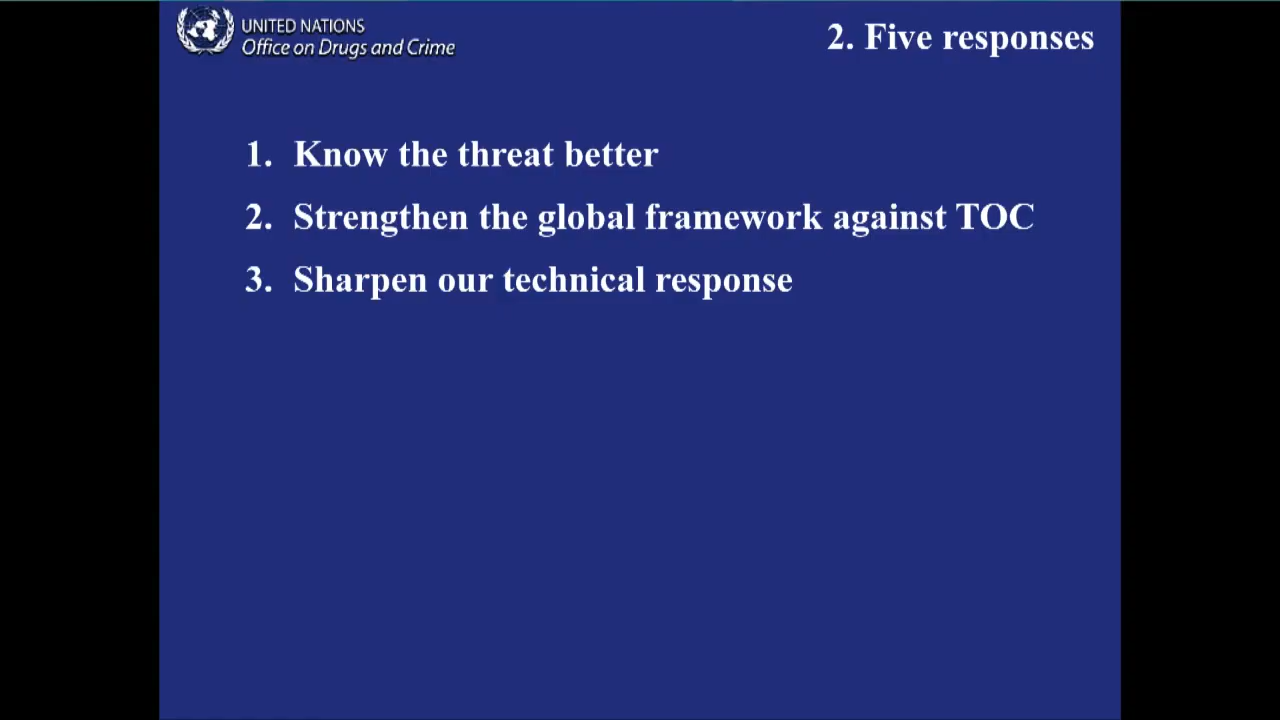 UNITED NATIONS
Office on Drugs and Crime
2. Five responses
1. Know the threat better
2. Strengthen the global framework against TOC
3. Sharpen our technical response